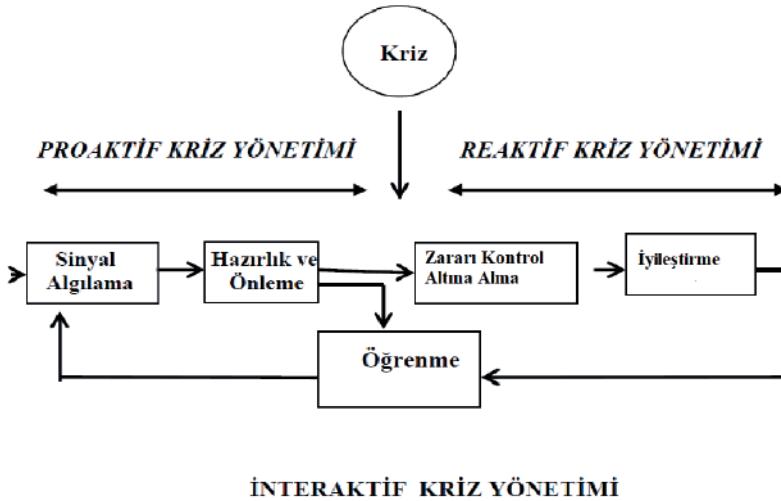 Kriz
PROAKTİF KRİZ YÖNETİMİ
REAKTİF KRİZ YÖNETİMİ
Sinyal
Algılama
Hazırlık ve
Önleme
Zararı Kontrol
Altına Alma
İyileştirme
Öğrenme
İNTERAKTİF KRİZ YÖNETİMİ